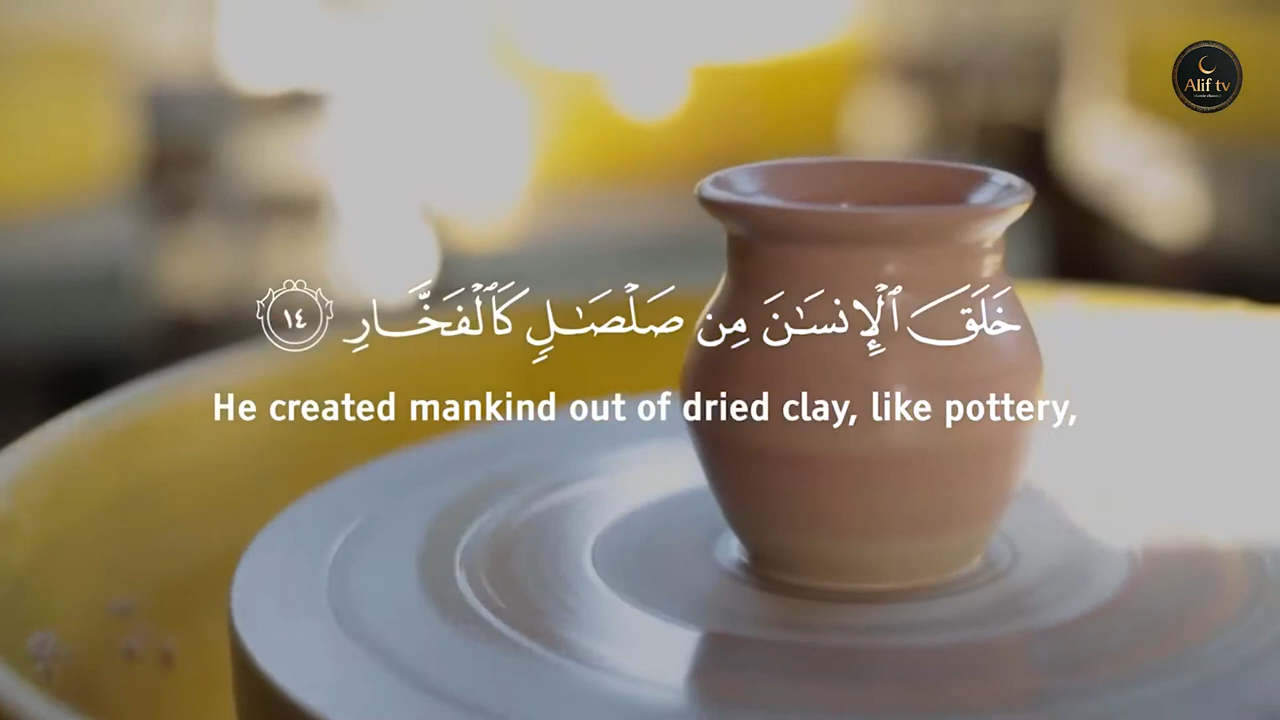 Alif tv
خَلَقَ ٱلْإِنسَٰنَ مِن صَلْصَٰلٍ كَٱلْفَخَّارِ ١٤
He created mankind out of dried clay, like pottery,